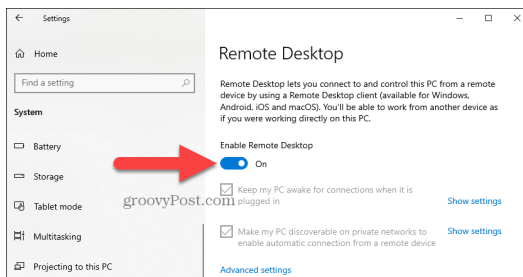 Settings
Home
Find a setting
System
Battery
Storage
Tablet mode
Multitasking
Projecting to this PC
Remote Desktop
Remote Desktop lets you connect to and control this PC from a remote
device by using a Remote Desktop client (available for Windows,
Android, iOS and macOS). You'll be able to work from another device as
if you were working directly on this PC.
Enable Remote Desktop
On
Keep my PC awake for connections when it is
plugged in
Show settings
Make my PC discoverable on private networks to
enable automatic connection from a remote device
Show settings
Advanced settings
groovyPost.com